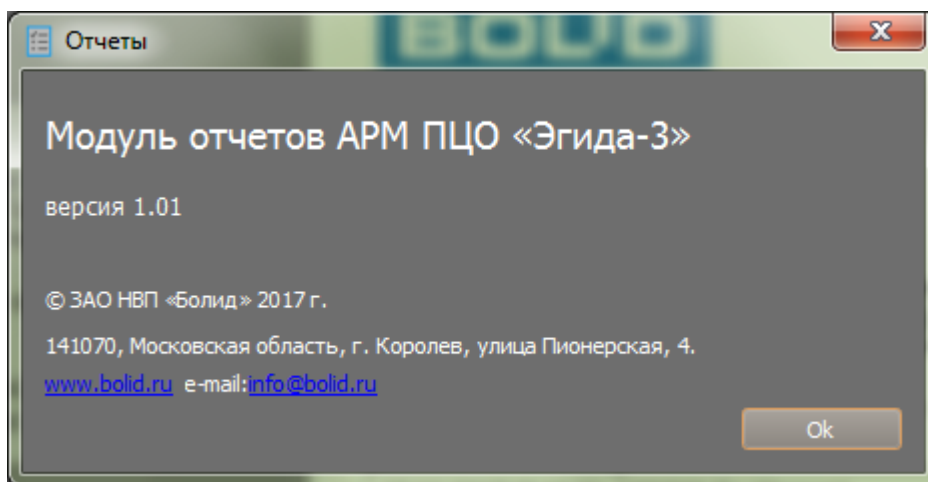 BOLID
Отчеты
Модуль отчетов АРМ ПЦО «Эгида-3»
версия 1.01
© ЗАО НВП «Болид» 2017 г.
141070, Московская область, г. Королев, улица Пионерская, 4.
www.bolid.ru e-mail:info@bolid.ru
Ok